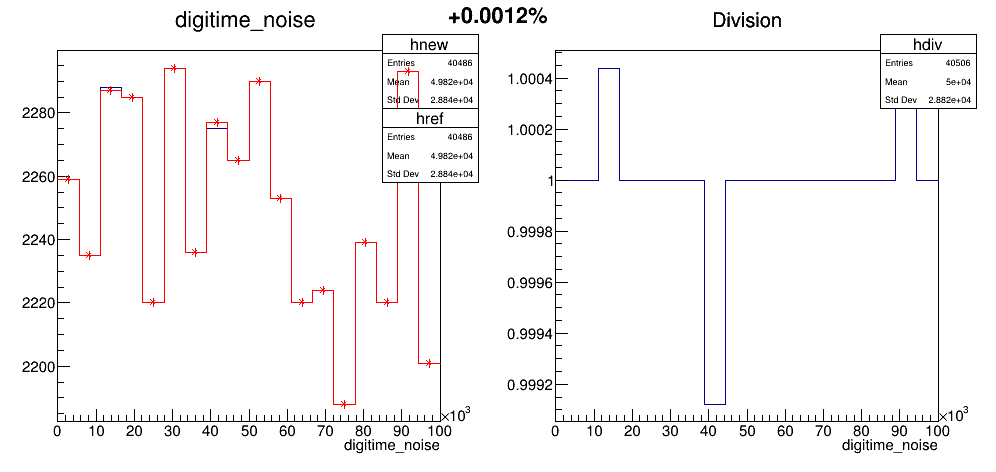 +0.0012%
digitime_noise
hnew
Entries 40486
Mean 4.982e+04
Std Dev 2.884e+04
href
Entries 40486
Mean 4.982e+04
Std Dev 2.884e+04
2280
2260
2240
2220
2200
0 10 20 30 40 50 60 70 80 90 100
×10³
digitime_noise
Division
hdiv
Entries 40506
Mean 5e+04
Std Dev 2.882e+04
1.0004
1.0002
1
0.9998
0.9996
0.9994
0.9992
0 10 20 30 40 50 60 70 80 90 100
×10³
digitime_noise